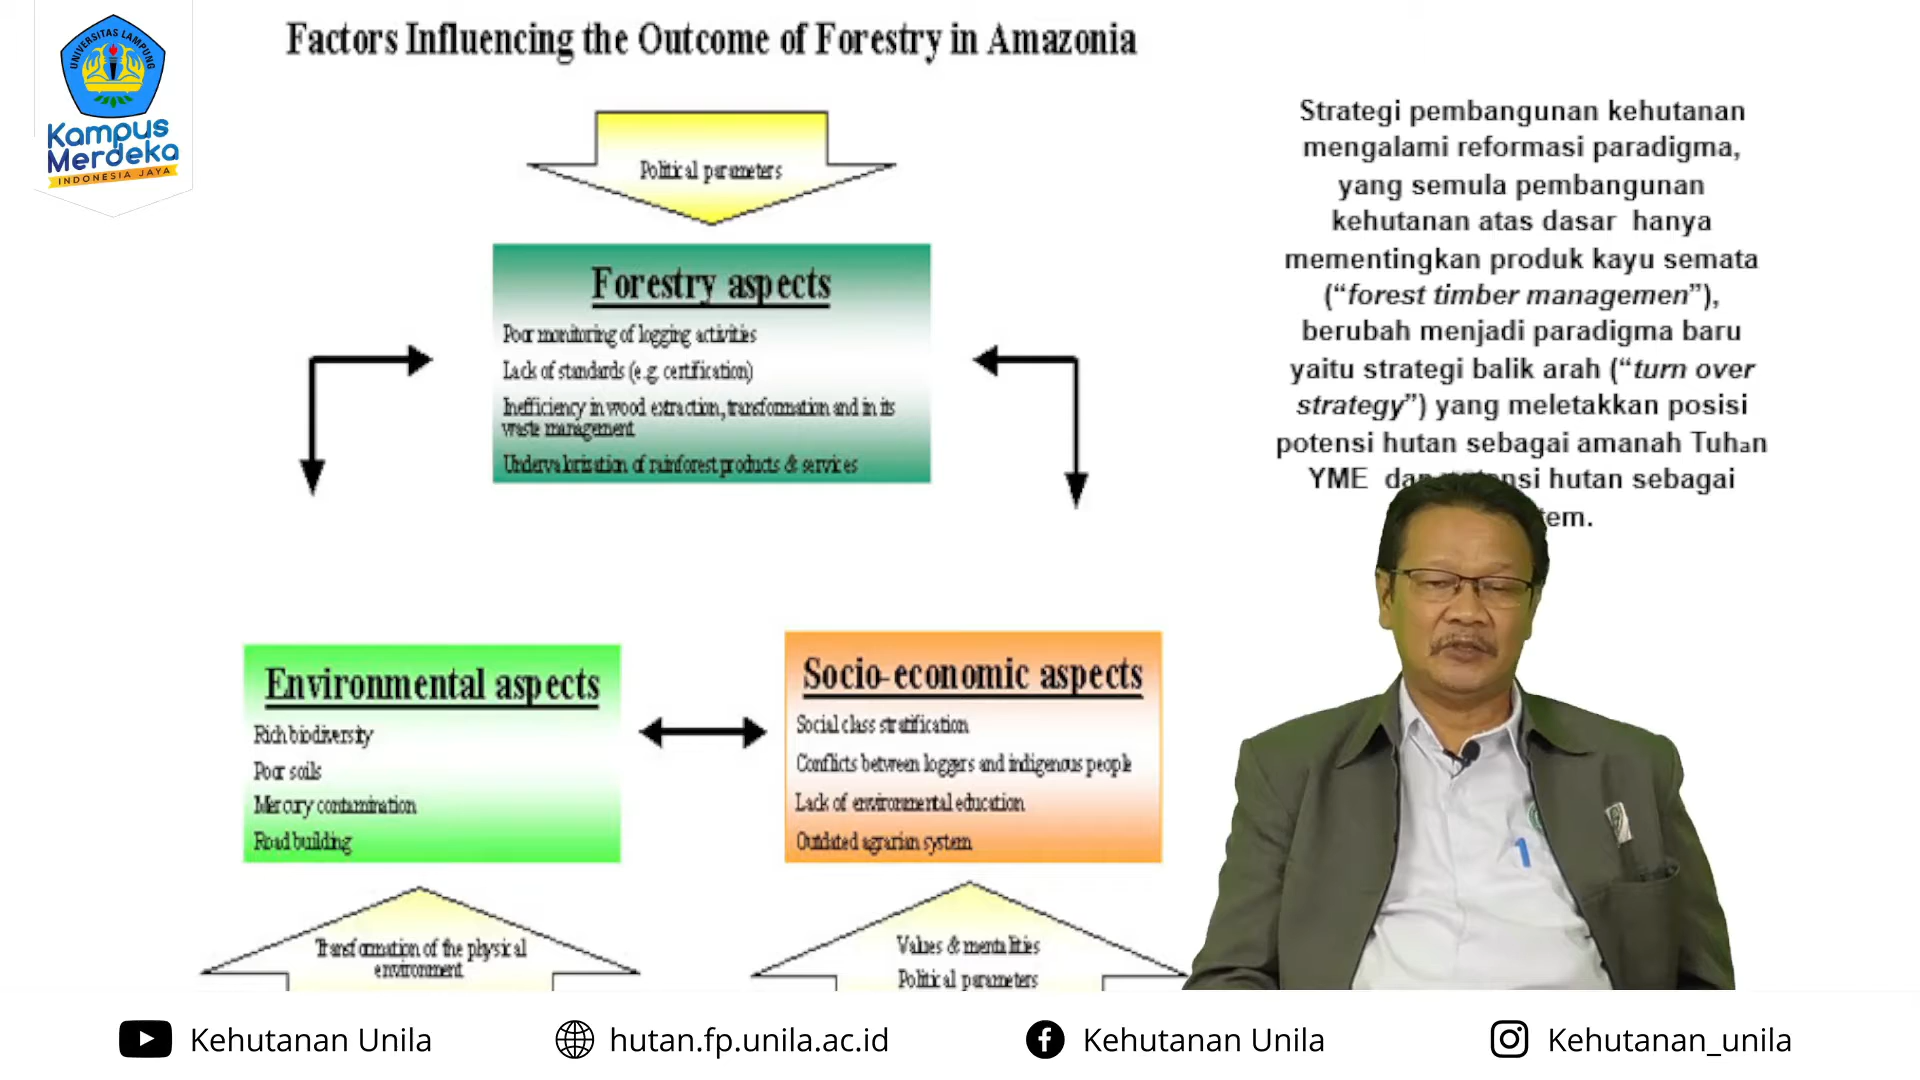 UNIVERSITAS LAMPUNG
Kampus
Merdeka
INDONESIA JAYA
Factors Influencing the Outcome of Forestry in Amazonia
Political parameters
Forestry aspects
Poor monitoring of logging activities
Lack of standards (e.g. certification)
Inefficiency in wood extraction, transformation and in its
waste management
Undervalorisation of rainforest products & services
Environmental aspects
Rich biodiversity
Poor soils
Mercury contamination
Road building
Socio-economic aspects
Social class stratification
Conflicts between loggers and indigenous people
Lack of environmental education
Outdated agrarian system
Transformation of the physical
environment
Values & mentalities
Political parameters
Strategi pembangunan kehutanan
mengalami reformasi paradigma,
yang semula pembangunan
kehutanan atas dasar hanya
mementingkan produk kayu semata
(“forest timber managemen”),
berubah menjadi paradigma baru
yaitu strategi balik arah (“turn over
strategy”) yang meletakkan posisi
potensi hutan sebagai amanah Tuhan
YME hutan sebagai
Kehutanan Unila
hutan.fp.unila.ac.id
Kehutanan Unila
Kehutanan_unila